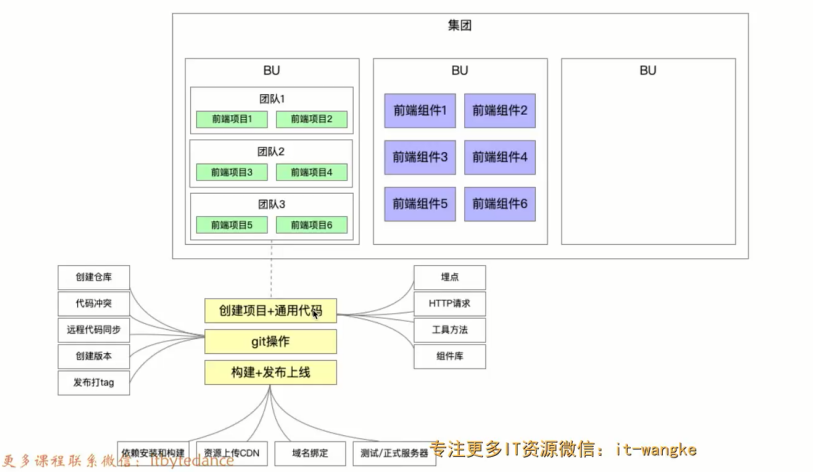 集团
BU
BU
BU
团队1
前端项目1 前端项目2
团队2
前端项目3 前端项目4
团队3
前端项目5 前端项目6
前端组件1 前端组件2
前端组件3 前端组件4
前端组件5 前端组件6
创建仓库
代码冲突
远程代码同步
创建版本
发布打tag
创建项目+通用代码
git操作
构建+发布上线
埋点
HTTP请求
工具方法
组件库
依赖安装和构建 资源上传CDN 域名绑定 测试/正式服务器
更多课程联系微信：itbytedance
专注更多IT资源微信：it-wangke